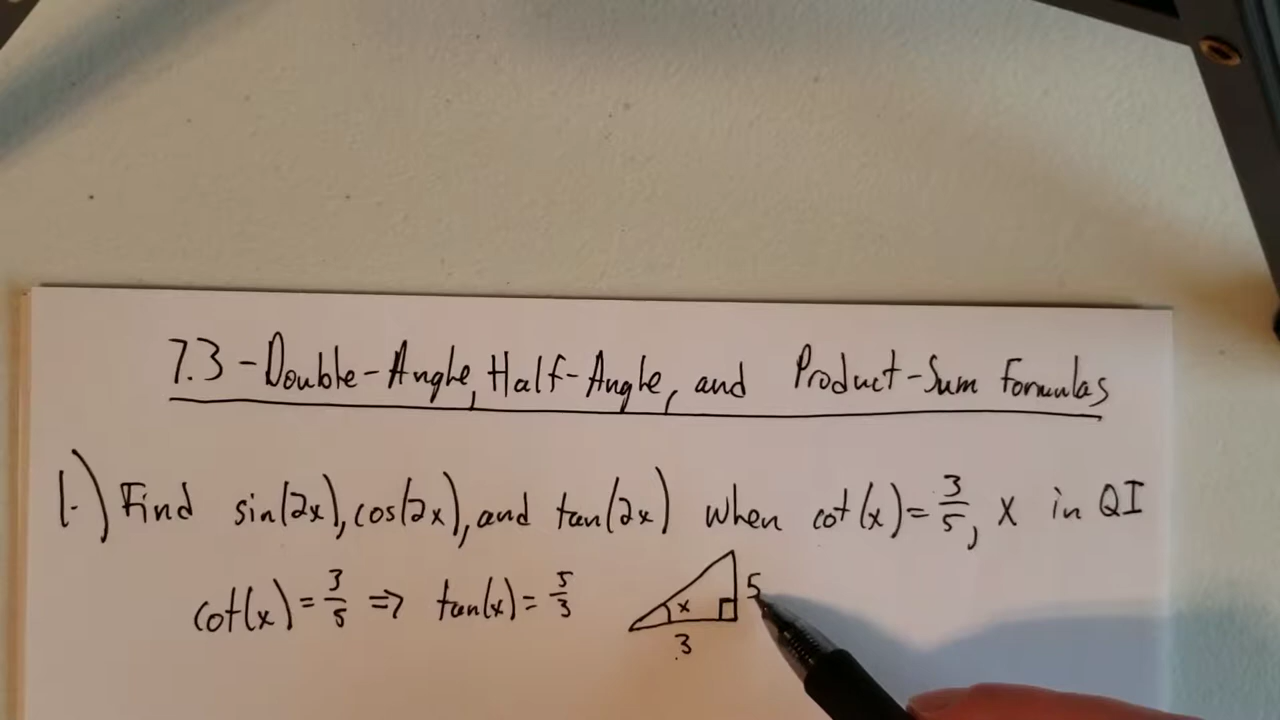 7.3 - Double-Angle, Half-Angle, and Product-Sum Formulas
1.) Find sin(2x), cos(2x), and tan(2x) when cot(x) = 3/5, x in QI
cot(x) = 3/5 ⇒ tan(x) = 5/3
5
x
3